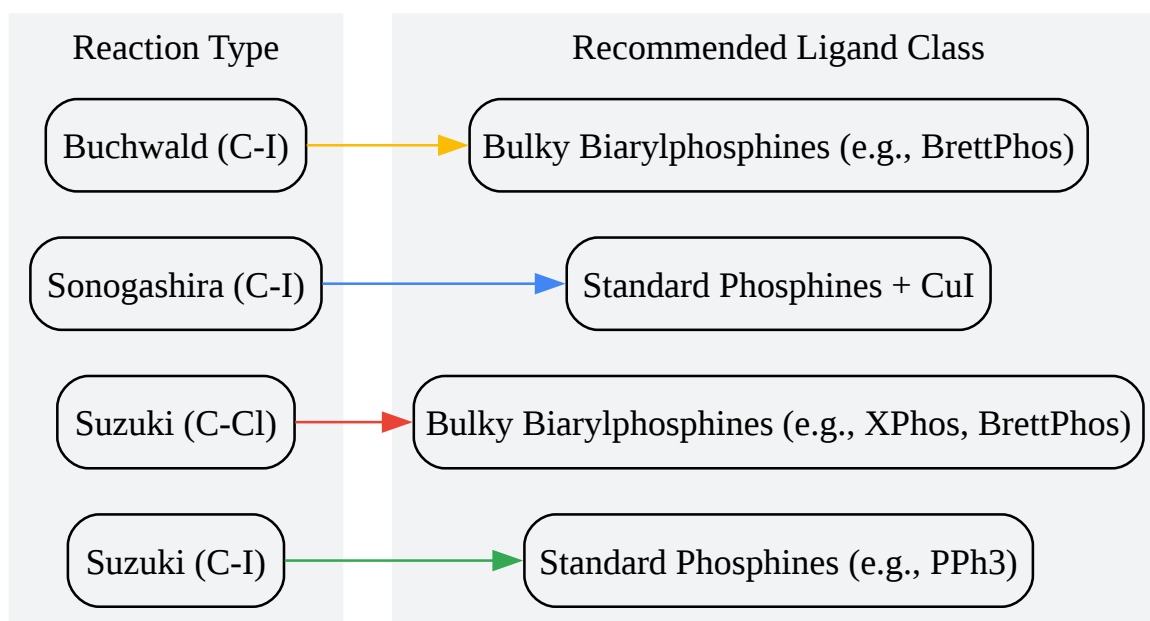 Reaction Type
Recommended Ligand Class
Buchwald (C-I)
Bulky Biarylphosphines (e.g., BrettPhos)
Sonogashira (C-I)
Standard Phosphines + CuI
Suzuki (C-Cl)
Bulky Biarylphosphines (e.g., XPhos, BrettPhos)
Suzuki (C-I)
Standard Phosphines (e.g., PPh3)